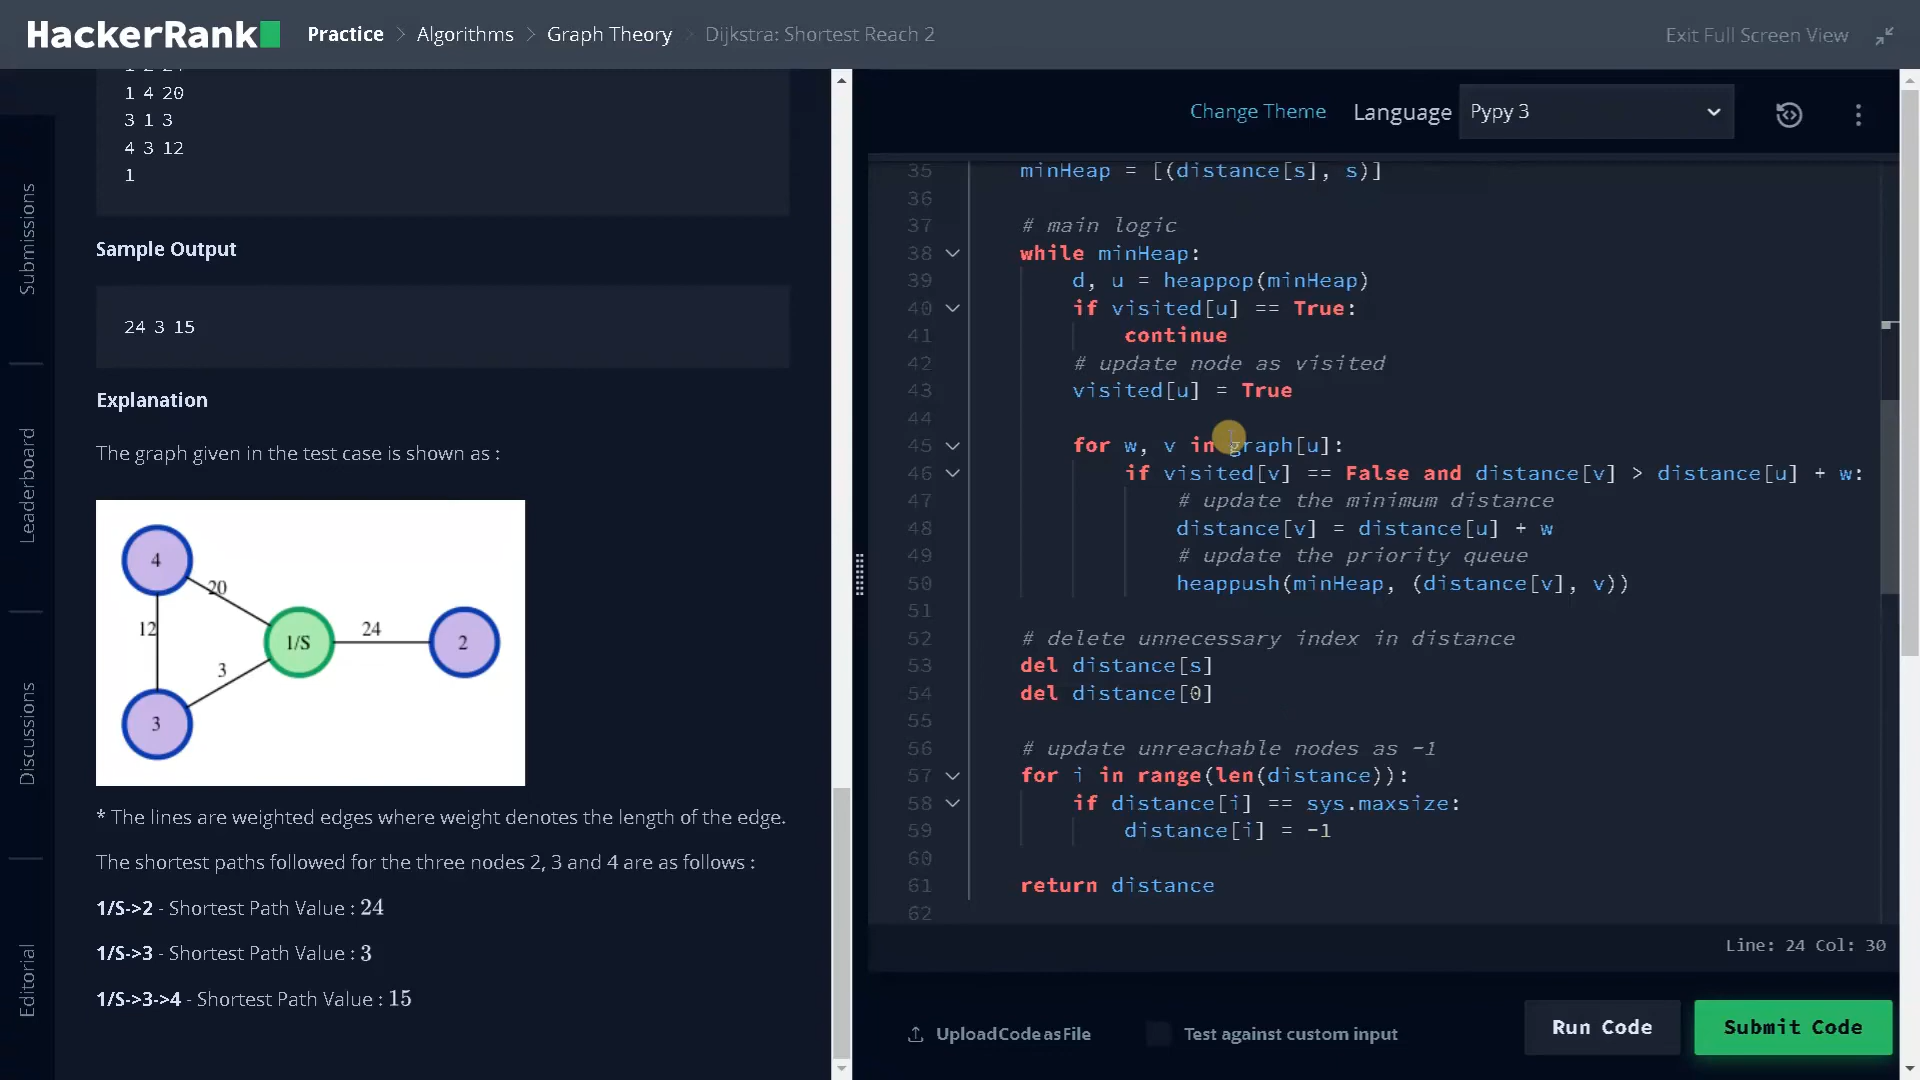 HackerRank
Practice > Algorithms > Graph Theory > Dijkstra: Shortest Reach 2
Exit Full Screen View
Submissions
Leaderboard
Discussions
Editorial
1 4 20
3 1 3
4 3 12
1
Sample Output
24 3 15
Explanation
The graph given in the test case is shown as :
4
20
12
1/S
24
2
3
3
* The lines are weighted edges where weight denotes the length of the edge.
The shortest paths followed for the three nodes 2, 3 and 4 are as follows :
1/S->2 - Shortest Path Value : 24
1/S->3 - Shortest Path Value : 3
1/S->3->4 - Shortest Path Value : 15
Change Theme
Language
Pypy 3
35 minHeap = [(distance[s], s)]
36
37 # main logic
38 while minHeap:
39 d, u = heappop(minHeap)
40 if visited[u] == True:
41 continue
42 # update node as visited
43 visited[u] = True
44
45 for w, v in graph[u]:
46 if visited[v] == False and distance[v] > distance[u] + w:
47 # update the minimum distance
48 distance[v] = distance[u] + w
49 # update the priority queue
50 heappush(minHeap, (distance[v], v))
51
52 # delete unnecessary index in distance
53 del distance[s]
54 del distance[0]
55
56 # update unreachable nodes as -1
57 for i in range(len(distance)):
58 if distance[i] == sys.maxsize:
59 distance[i] = -1
60
61 return distance
62
Line: 24 Col: 30
Upload Code as File
Test against custom input
Run Code
Submit Code